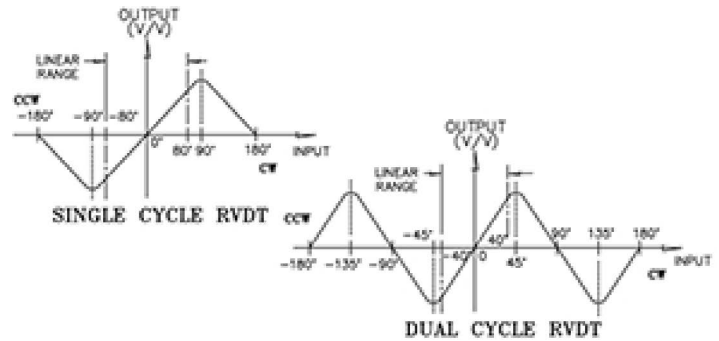 OUTPUT
(V/V)
LINEAR
RANGE
CCW
-180° -90° -80° 0° 80° 90° 180° INPUT
CW
SINGLE CYCLE RVDT
OUTPUT
(V/V)
LINEAR
RANGE
CCW
-45° 40° 90° 135° 180°
-180° -135° -90° -40° 0 45° INPUT
CW
DUAL CYCLE RVDT